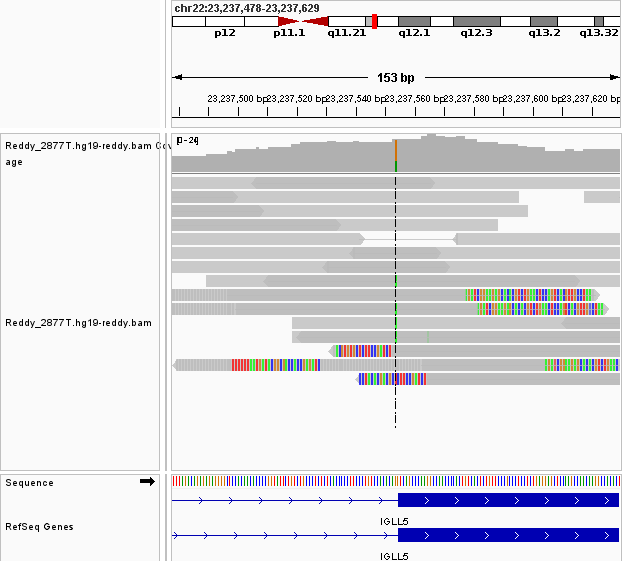 chr22:23,237,478-23,237,629
p12 p11.1 q11.21 q12.1 q12.3 q13.2 q13.32
153 bp
23,237,500 bp 23,237,520 bp 23,237,540 bp 23,237,560 bp 23,237,580 bp 23,237,600 bp 23,237,620 bp
Reddy_2877T.hg19-reddy.bam Cov
age
Reddy_2877T.hg19-reddy.bam
Sequence
IGLL5
RefSeq Genes
IGLL5